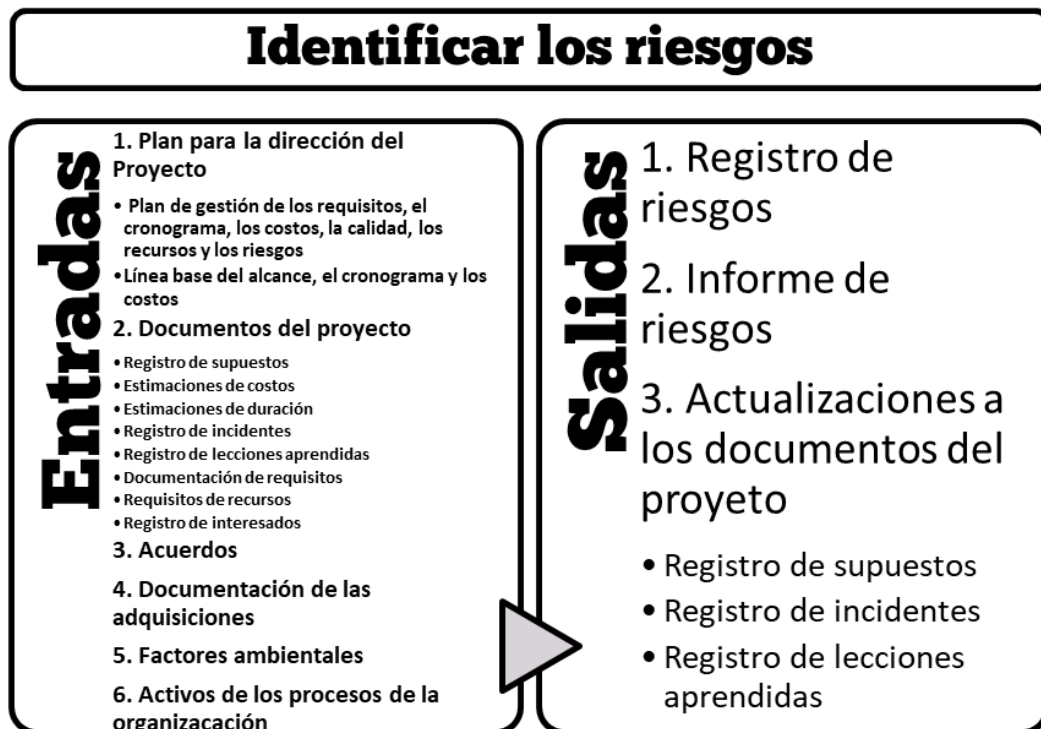 Identificar los riesgos
Entradas
1. Plan para la dirección del
Proyecto
• Plan de gestión de los requisitos, el
cronograma, los costos, la calidad, los
recursos y los riesgos
• Línea base del alcance, el cronograma y los
costos
2. Documentos del proyecto
• Registro de supuestos
• Estimaciones de costos
• Estimaciones de duración
• Registro de incidentes
• Registro de lecciones aprendidas
• Documentación de requisitos
• Requisitos de recursos
• Registro de interesados
3. Acuerdos
4. Documentación de las
adquisiciones
5. Factores ambientales
6. Activos de los procesos de la
organizacación
Salidas
1. Registro de
riesgos
2. Informe de
riesgos
3. Actualizaciones a
los documentos del
proyeto
• Registro de supuestos
• Registro de incidentes
• Registro de lecciones
aprendidas